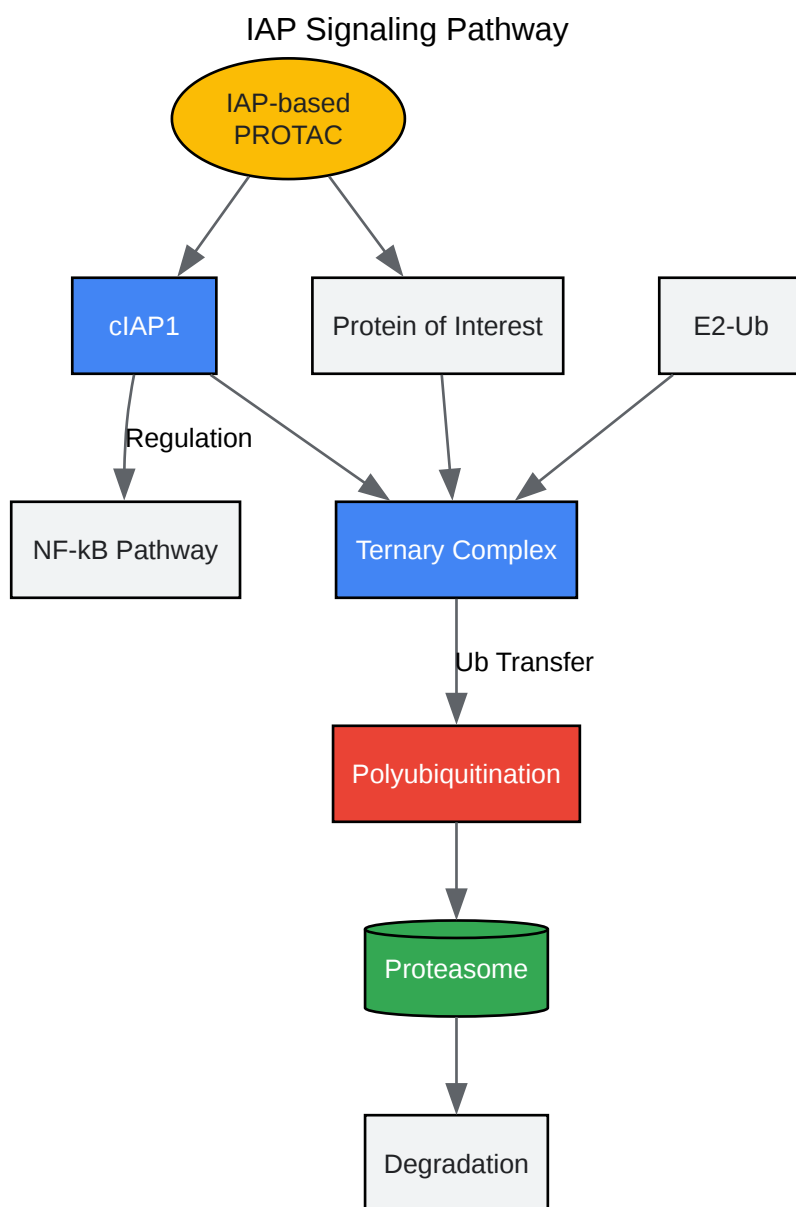 IAP Signaling Pathway
IAP-based
PROTAC
cIAP1
Protein of Interest
E2-Ub
Regulation
NF-kB Pathway
Ternary Complex
Ub Transfer
Polyubiquitination
Proteasome
Degradation